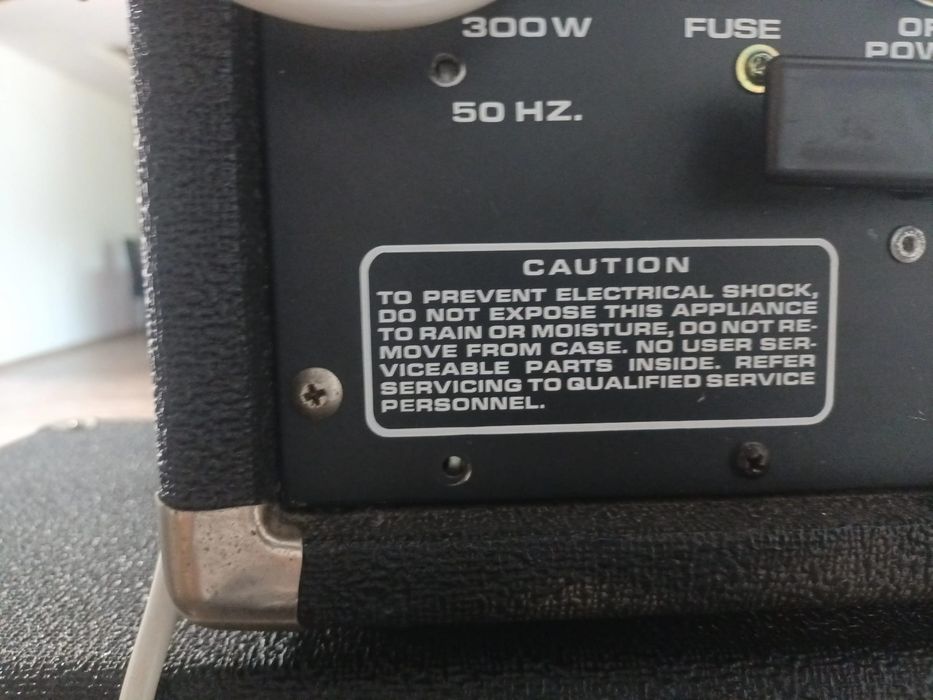 300W FUSE
50 HZ.
CAUTION
TO PREVENT ELECTRICAL SHOCK,
DO NOT EXPOSE THIS APPLIANCE
TO RAIN OR MOISTURE, DO NOT RE-
MOVE FROM CASE. NO USER SER-
VICEABLE PARTS INSIDE. REFER
SERVICING TO QUALIFIED SERVICE
PERSONNEL.